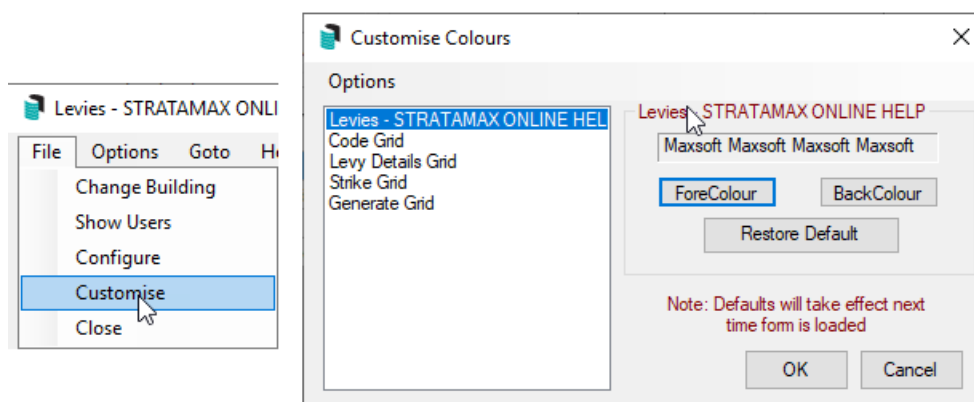 Levies - STRATAMAX ONLI
File Options Goto H
Change Building
Show Users
Configure
Customise
Close
Customise Colours
Options
Levies - STRATAMAX ONLINE HEL
Code Grid
Levy Details Grid
Strike Grid
Generate Grid
Levies - STRATAMAX ONLINE HELP
Maxsoft Maxsoft Maxsoft Maxsoft
ForeColour BackColour
Restore Default
Note: Defaults will take effect next
time form is loaded
OK Cancel